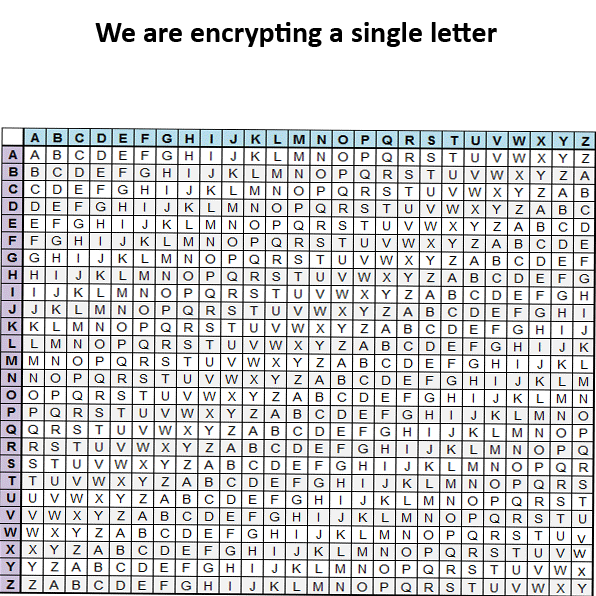 We are encrypting a single letter
A B C D E F G H I J K L M N O P Q R S T U V W X Y Z
A A B C D E F G H I J K L M N O P Q R S T U V W X Y Z
B B C D E F G H I J K L M N O P Q R S T U V W X Y Z A
C C D E F G H I J K L M N O P Q R S T U V W X Y Z A B
D D E F G H I J K L M N O P Q R S T U V W X Y Z A B C
E E F G H I J K L M N O P Q R S T U V W X Y Z A B C D
F F G H I J K L M N O P Q R S T U V W X Y Z A B C D E
G G H I J K L M N O P Q R S T U V W X Y Z A B C D E F
H H I J K L M N O P Q R S T U V W X Y Z A B C D E F G
I I J K L M N O P Q R S T U V W X Y Z A B C D E F G H
J J K L M N O P Q R S T U V W X Y Z A B C D E F G H I
K K L M N O P Q R S T U V W X Y Z A B C D E F G H I J
L L M N O P Q R S T U V W X Y Z A B C D E F G H I J K
M M N O P Q R S T U V W X Y Z A B C D E F G H I J K L
N N O P Q R S T U V W X Y Z A B C D E F G H I J K L M
O O P Q R S T U V W X Y Z A B C D E F G H I J K L M N
P P Q R S T U V W X Y Z A B C D E F G H I J K L M N O
Q Q R S T U V W X Y Z A B C D E F G H I J K L M N O P
R R S T U V W X Y Z A B C D E F G H I J K L M N O P Q
S S T U V W X Y Z A B C D E F G H I J K L M N O P Q R
T T U V W X Y Z A B C D E F G H I J K L M N O P Q R S
U U V W X Y Z A B C D E F G H I J K L M N O P Q R S T
V V W X Y Z A B C D E F G H I J K L M N O P Q R S T U
W W X Y Z A B C D E F G H I J K L M N O P Q R S T U V
X X Y Z A B C D E F G H I J K L M N O P Q R S T U V W
Y Y Z A B C D E F G H I J K L M N O P Q R S T U V W X
Z Z A B C D E F G H I J K L M N O P Q R S T U V W X Y